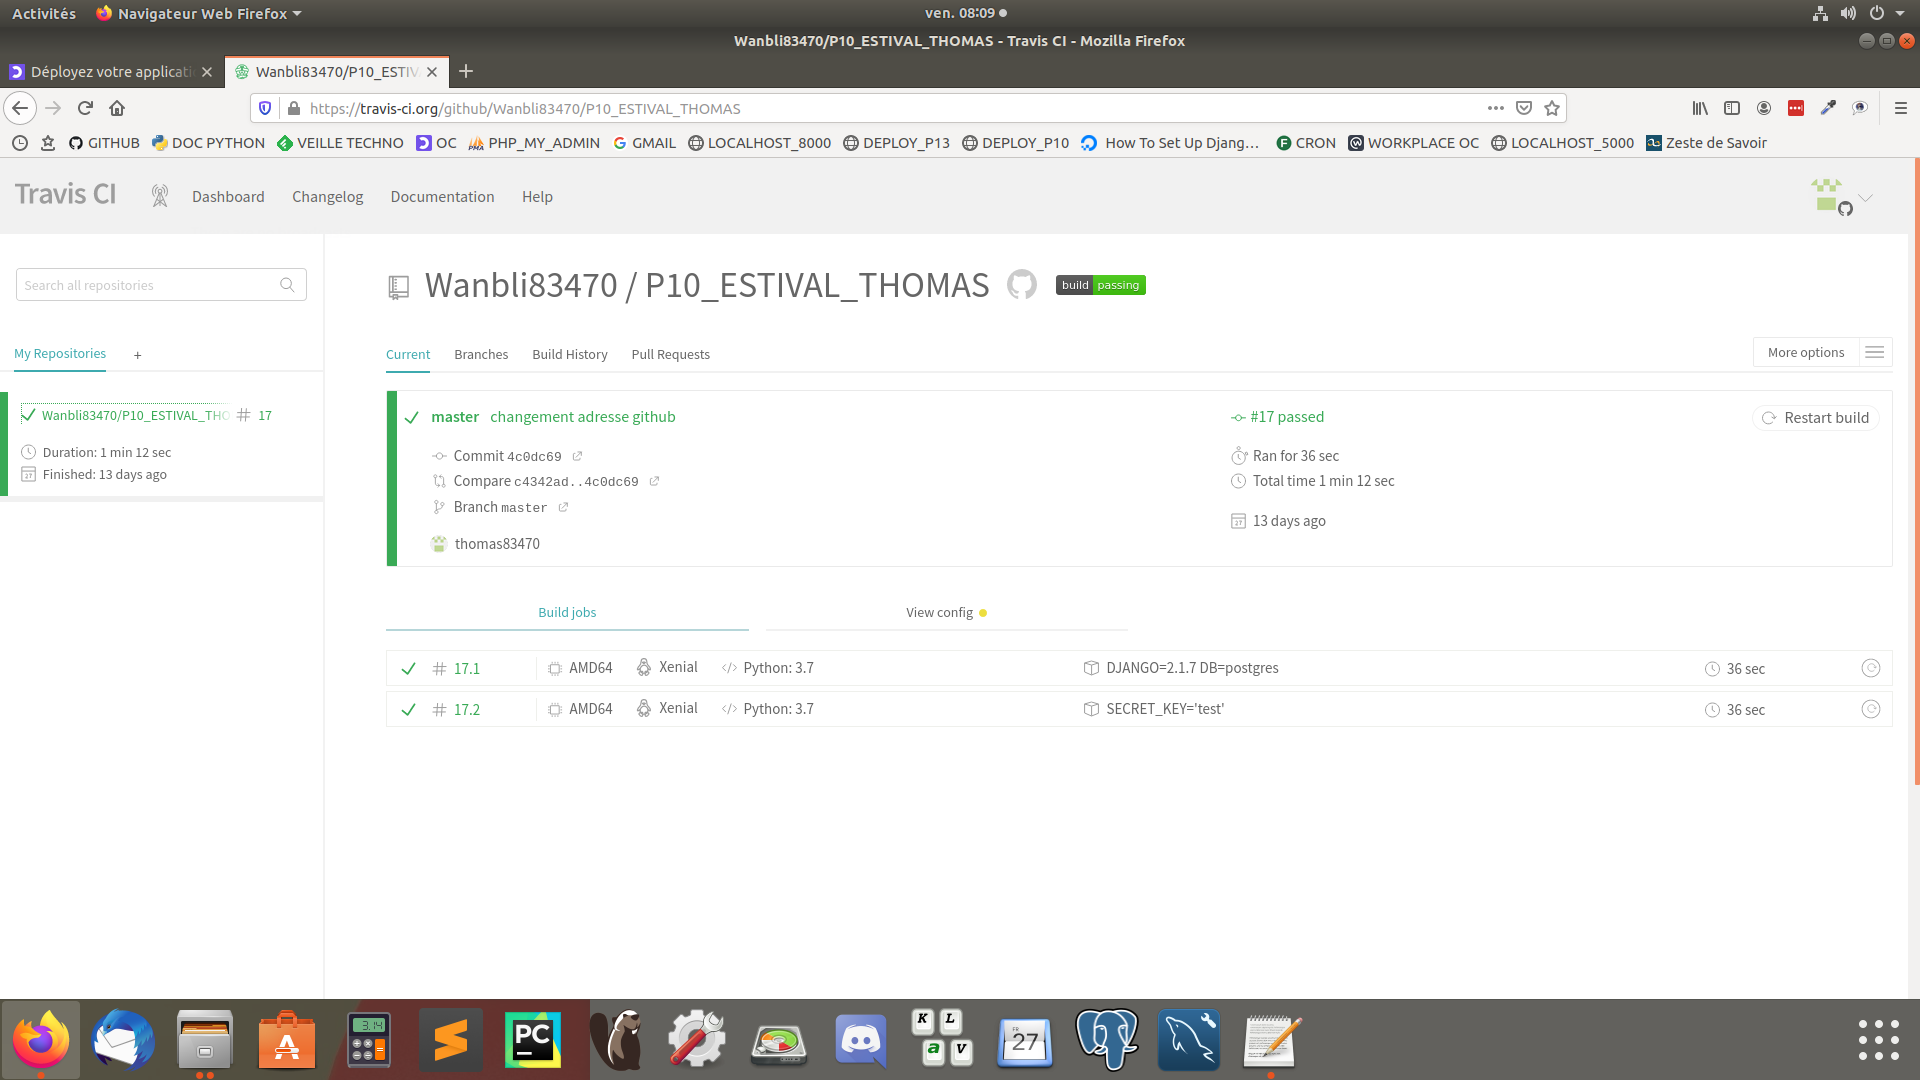 Activités Navigateur Web Firefox ven. 08:09
Wanbli83470/P10_ESTIVAL_THOMAS - Travis CI - Mozilla Firefox
Déployez votre applicati Wanbli83470/P10_ESTIV
https://travis-ci.org/github/Wanbli83470/P10_ESTIVAL_THOMAS
GITHUB DOC PYTHON VEILLE TECHNO OC PHP_MY_ADMIN GMAIL LOCALHOST_8000 DEPLOY_P13 DEPLOY_P10 How To Set Up Djang… CRON WORKPLACE OC LOCALHOST_5000 Zeste de Savoir
Travis CI Dashboard Changelog Documentation Help
Search all repositories
My Repositories +
Wanbli83470/P10_ESTIVAL_THO # 17
Duration: 1 min 12 sec
Finished: 13 days ago
Wanbli83470 / P10_ESTIVAL_THOMAS build passing
Current Branches Build History Pull Requests More options
master changement adresse github #17 passed Restart build
Commit 4c0dc69 Ran for 36 sec
Compare c4342ad..4c0dc69 Total time 1 min 12 sec
Branch master
13 days ago
thomas83470
Build jobs View config
# 17.1 AMD64 Xenial Python: 3.7 DJANGO=2.1.7 DB=postgres 36 sec
# 17.2 AMD64 Xenial Python: 3.7 SECRET_KEY='test' 36 sec
3.14 PC K L a v FR 27